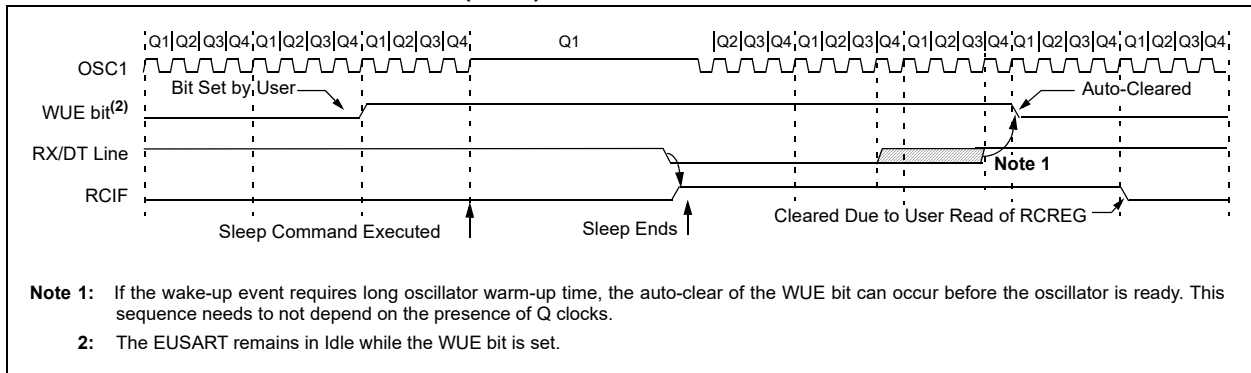 Q1 Q2 Q3 Q4 Q1 Q2 Q3 Q4 Q1 Q2 Q3 Q4 Q1 Q2 Q3 Q4 Q1 Q2 Q3 Q4 Q1 Q2 Q3 Q4 Q1 Q2 Q3 Q4 Q1 Q2 Q3 Q4
OSC1
Bit Set by User Auto-Cleared
WUE bit(2)
RX/DT Line
Note 1
RCIF
Cleared Due to User Read of RCREG
Sleep Command Executed Sleep Ends
Note 1: If the wake-up event requires long oscillator warm-up time, the auto-clear of the WUE bit can occur before the oscillator is ready. This
sequence needs to not depend on the presence of Q clocks.
2: The EUSART remains in Idle while the WUE bit is set.